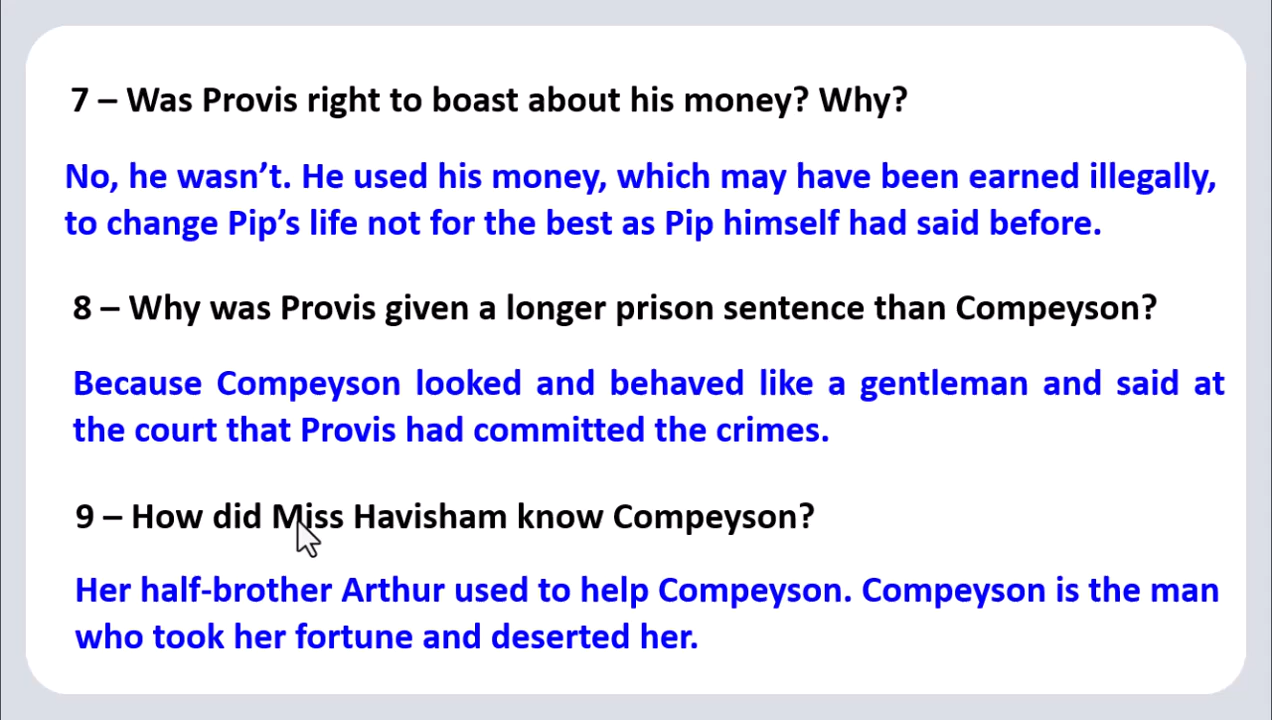 7 – Was Provis right to boast about his money? Why?
No, he wasn’t. He used his money, which may have been earned illegally,
to change Pip’s life not for the best as Pip himself had said before.
8 – Why was Provis given a longer prison sentence than Compeyson?
Because Compeyson looked and behaved like a gentleman and said at
the court that Provis had committed the crimes.
9 – How did Miss Havisham know Compeyson?
Her half-brother Arthur used to help Compeyson. Compeyson is the man
who took her fortune and deserted her.